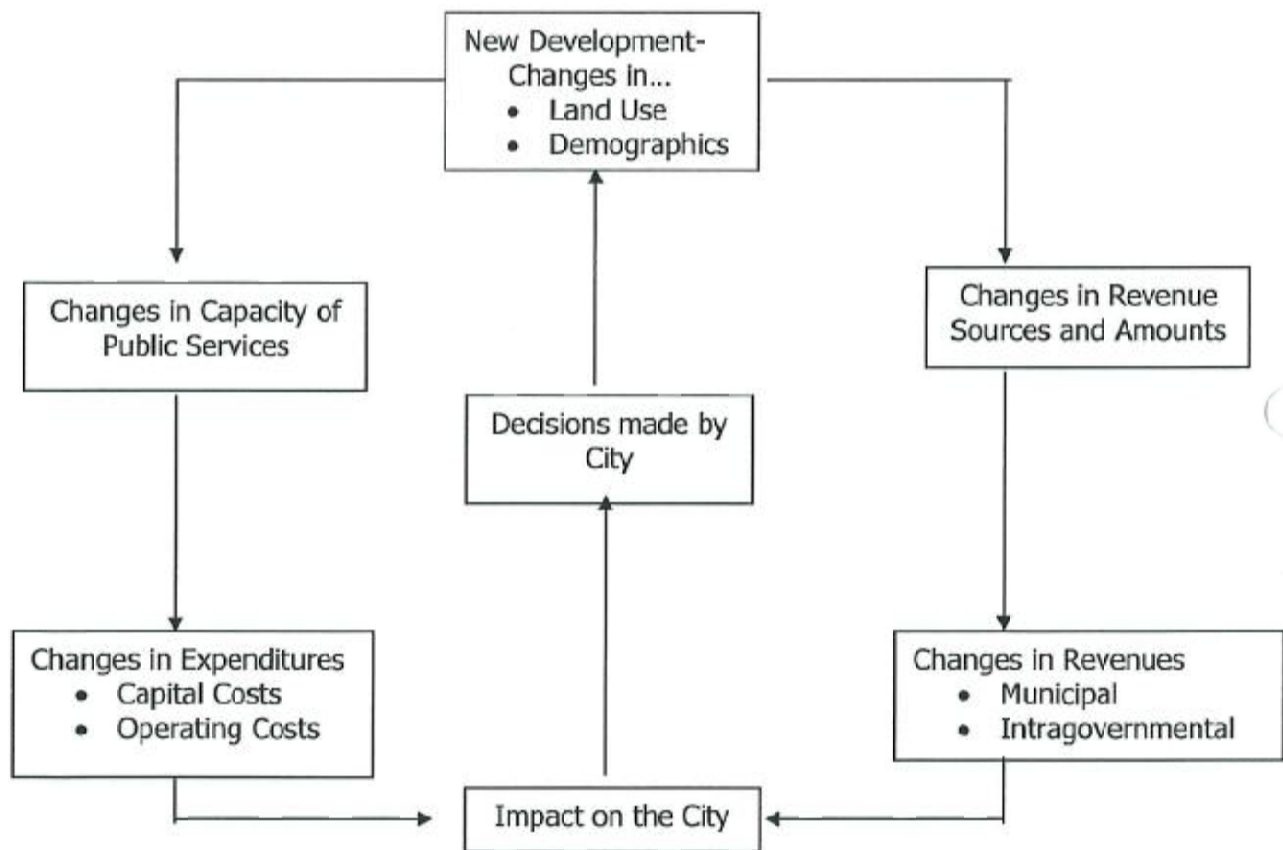 New Development-
Changes in...
• Land Use
• Demographics
Changes in Capacity of
Public Services
Changes in Revenue
Sources and Amounts
Decisions made by
City
Changes in Expenditures
• Capital Costs
• Operating Costs
Changes in Revenues
• Municipal
• Intragovernmental
Impact on the City